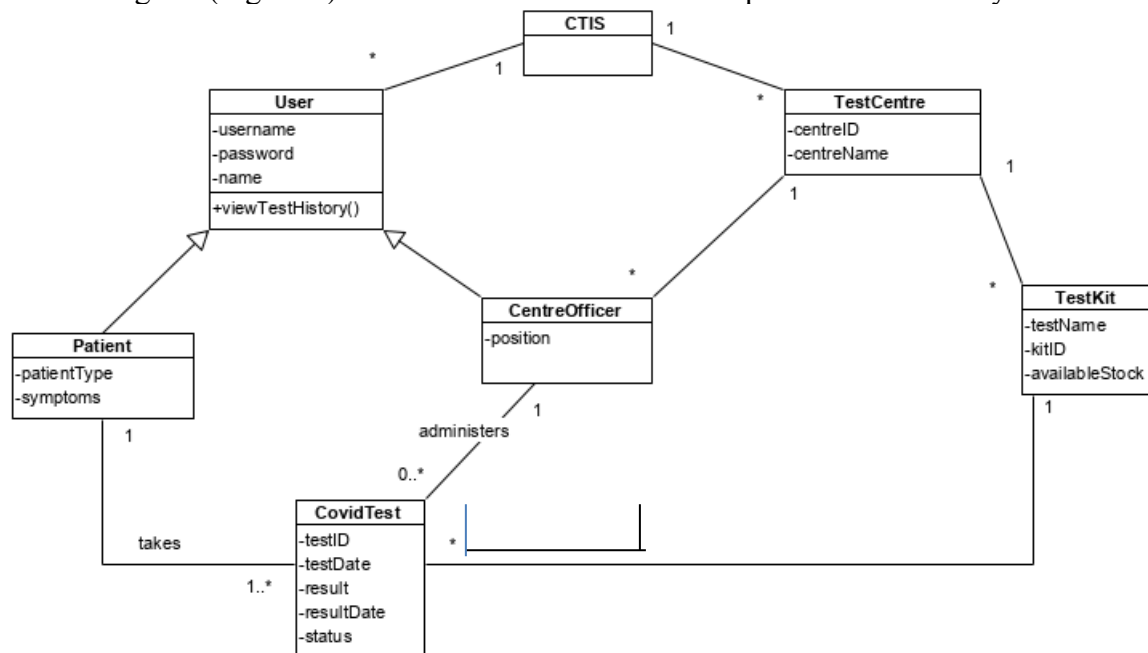 CTIS
1
1
*
1
*
User
-username
-password
-name
+viewTestHistory()
TestCentre
-centreID
-centreName
1
1
*
*
CentreOfficer
-position
TestKit
-testName
-kitID
-availableStock
Patient
-patientType
-symptoms
1
1
1
administers
0..*
CovidTest
-testID
-testDate
-result
-resultDate
-status
*
takes
1..*